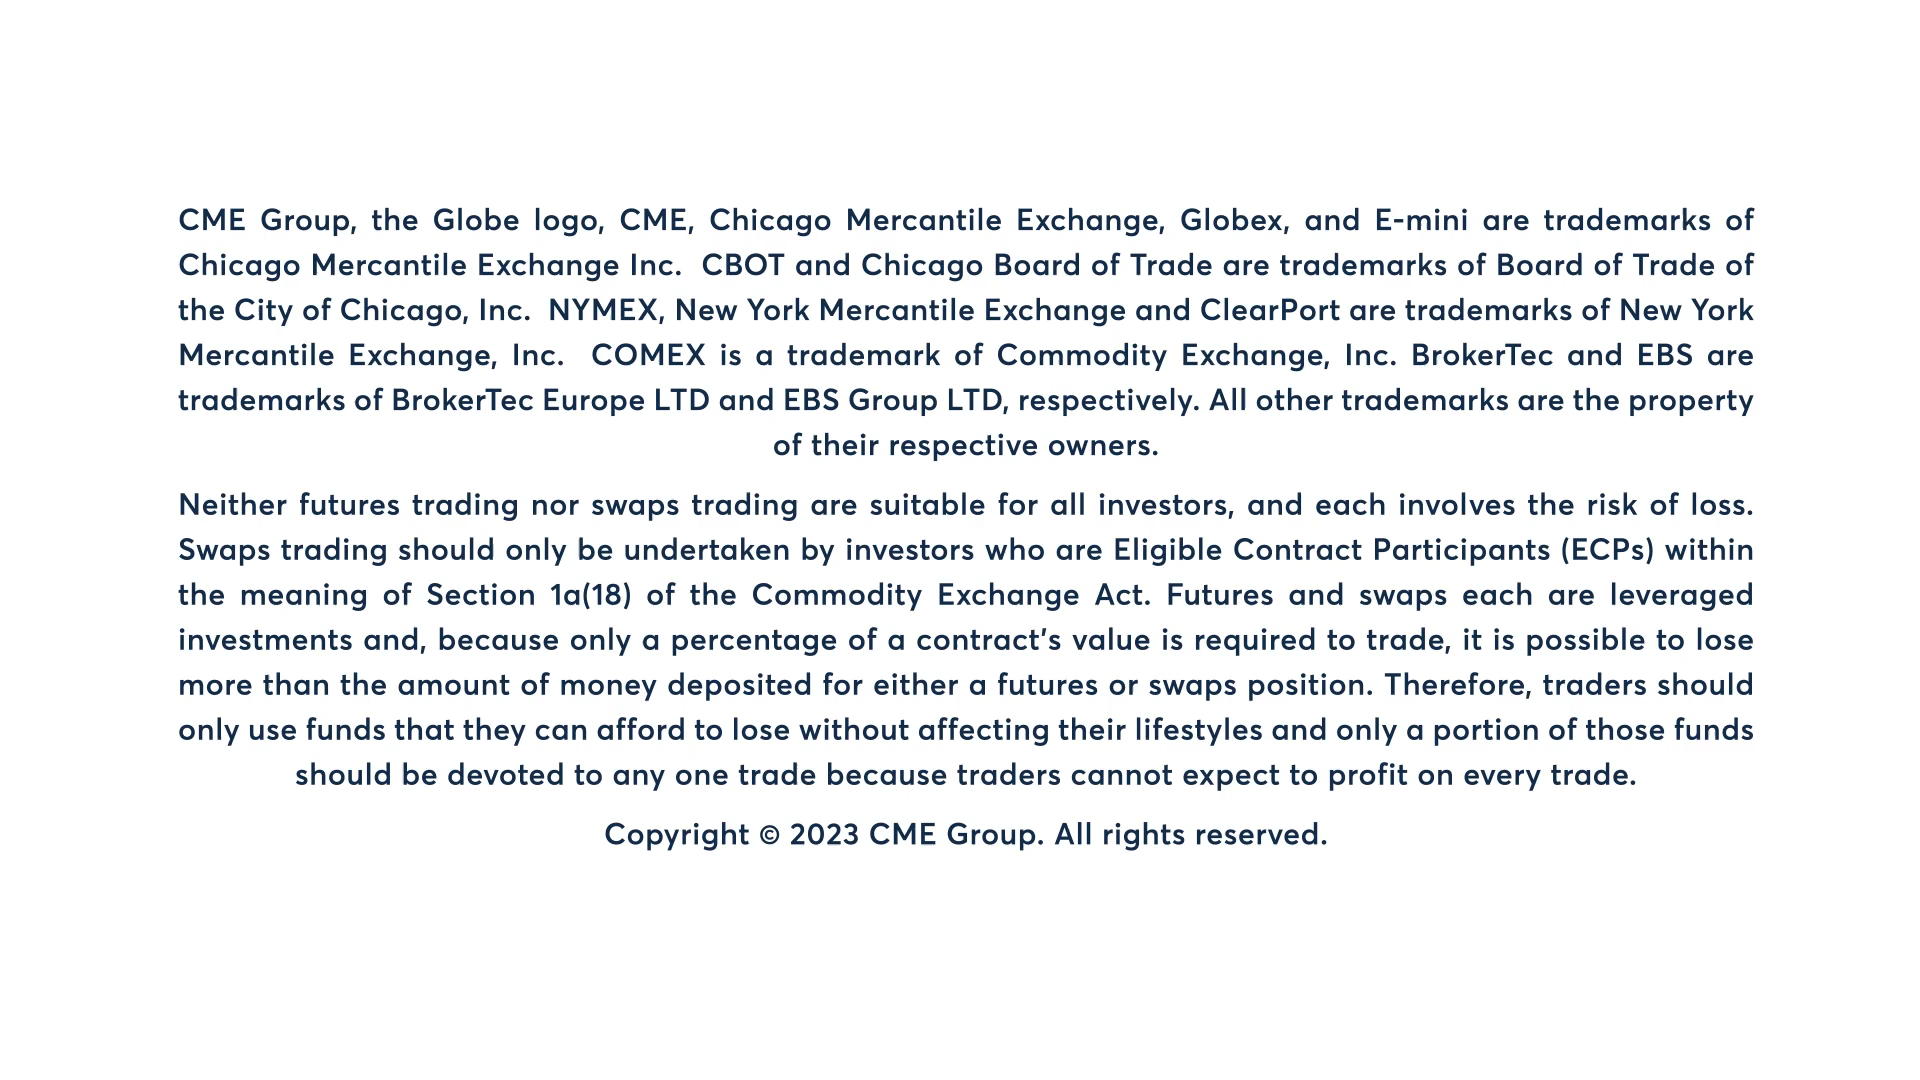 CME Group, the Globe logo, CME, Chicago Mercantile Exchange, Globex, and E-mini are trademarks of
Chicago Mercantile Exchange Inc.  CBOT and Chicago Board of Trade are trademarks of Board of Trade of
the City of Chicago, Inc.  NYMEX, New York Mercantile Exchange and ClearPort are trademarks of New York
Mercantile Exchange, Inc.  COMEX is a trademark of Commodity Exchange, Inc. BrokerTec and EBS are
trademarks of BrokerTec Europe LTD and EBS Group LTD, respectively. All other trademarks are the property
of their respective owners.
Neither futures trading nor swaps trading are suitable for all investors, and each involves the risk of loss.
Swaps trading should only be undertaken by investors who are Eligible Contract Participants (ECPs) within
the meaning of Section 1a(18) of the Commodity Exchange Act. Futures and swaps each are leveraged
investments and, because only a percentage of a contract’s value is required to trade, it is possible to lose
more than the amount of money deposited for either a futures or swaps position. Therefore, traders should
only use funds that they can afford to lose without affecting their lifestyles and only a portion of those funds
should be devoted to any one trade because traders cannot expect to profit on every trade.
Copyright © 2023 CME Group. All rights reserved.